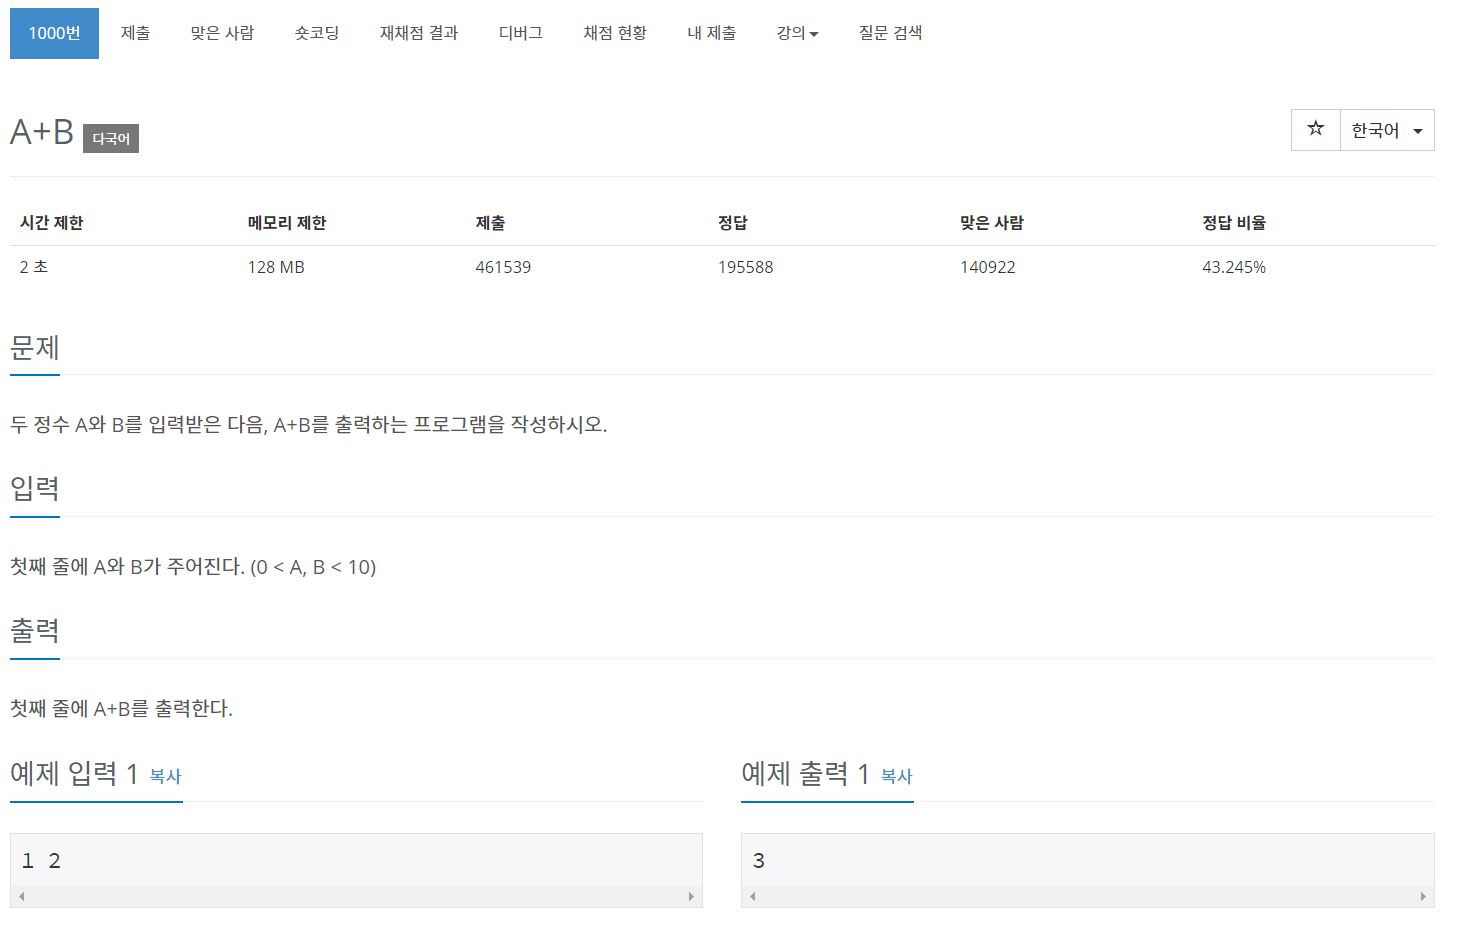 1000번 제출 맞은 사람 숏코딩 재채점 결과 디버그 채점 현황 내 제출 강의 질문 검색
A+B 다국어 한국어
시간 제한 메모리 제한 제출 정답 맞은 사람 정답 비율
2 초 128 MB 461539 195588 140922 43.245%
문제
두 정수 A와 B를 입력받은 다음, A+B를 출력하는 프로그램을 작성하시오.
입력
첫째 줄에 A와 B가 주어진다. (0 < A, B < 10)
출력
첫째 줄에 A+B를 출력한다.
예제 입력 1 복사
1 2
예제 출력 1 복사
3